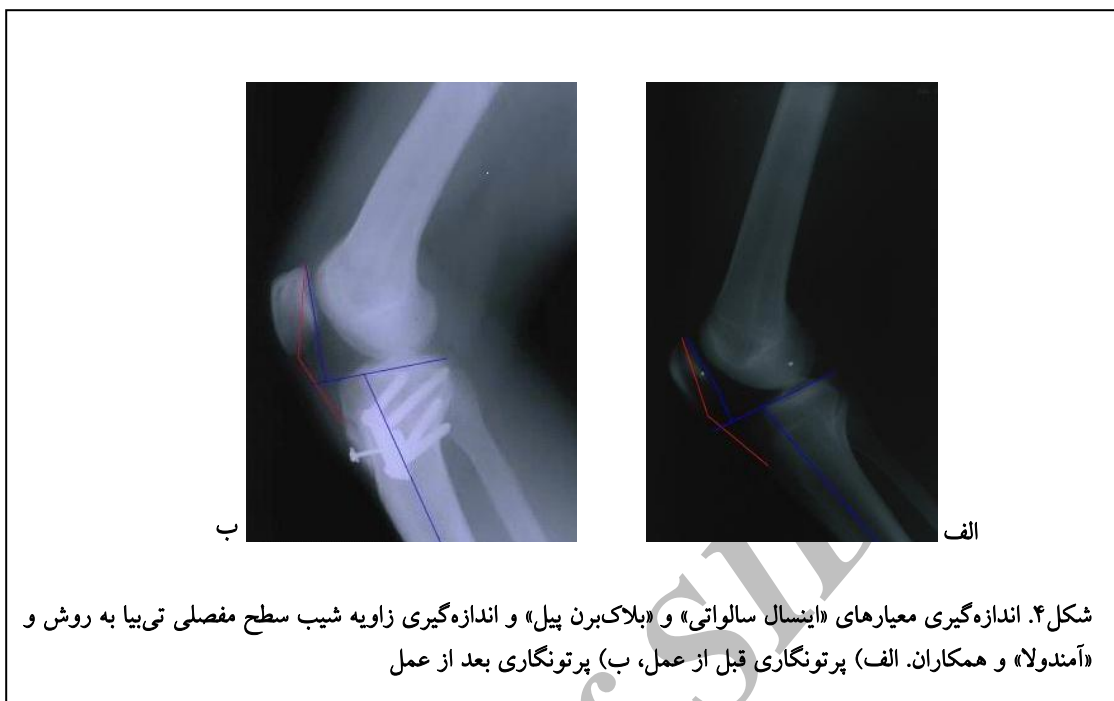 الف
ب
شکل۴. اندازه‌گیری معیارهای «اینسال سالواتی» و «بلاک‌برن پیل» و اندازه‌گیری زاویه شیب سطح مفصلی تی‌بیا به روش و
«آمندولا» و همکاران. الف) پرتونگاری قبل از عمل، ب) پرتونگاری بعد از عمل
SI